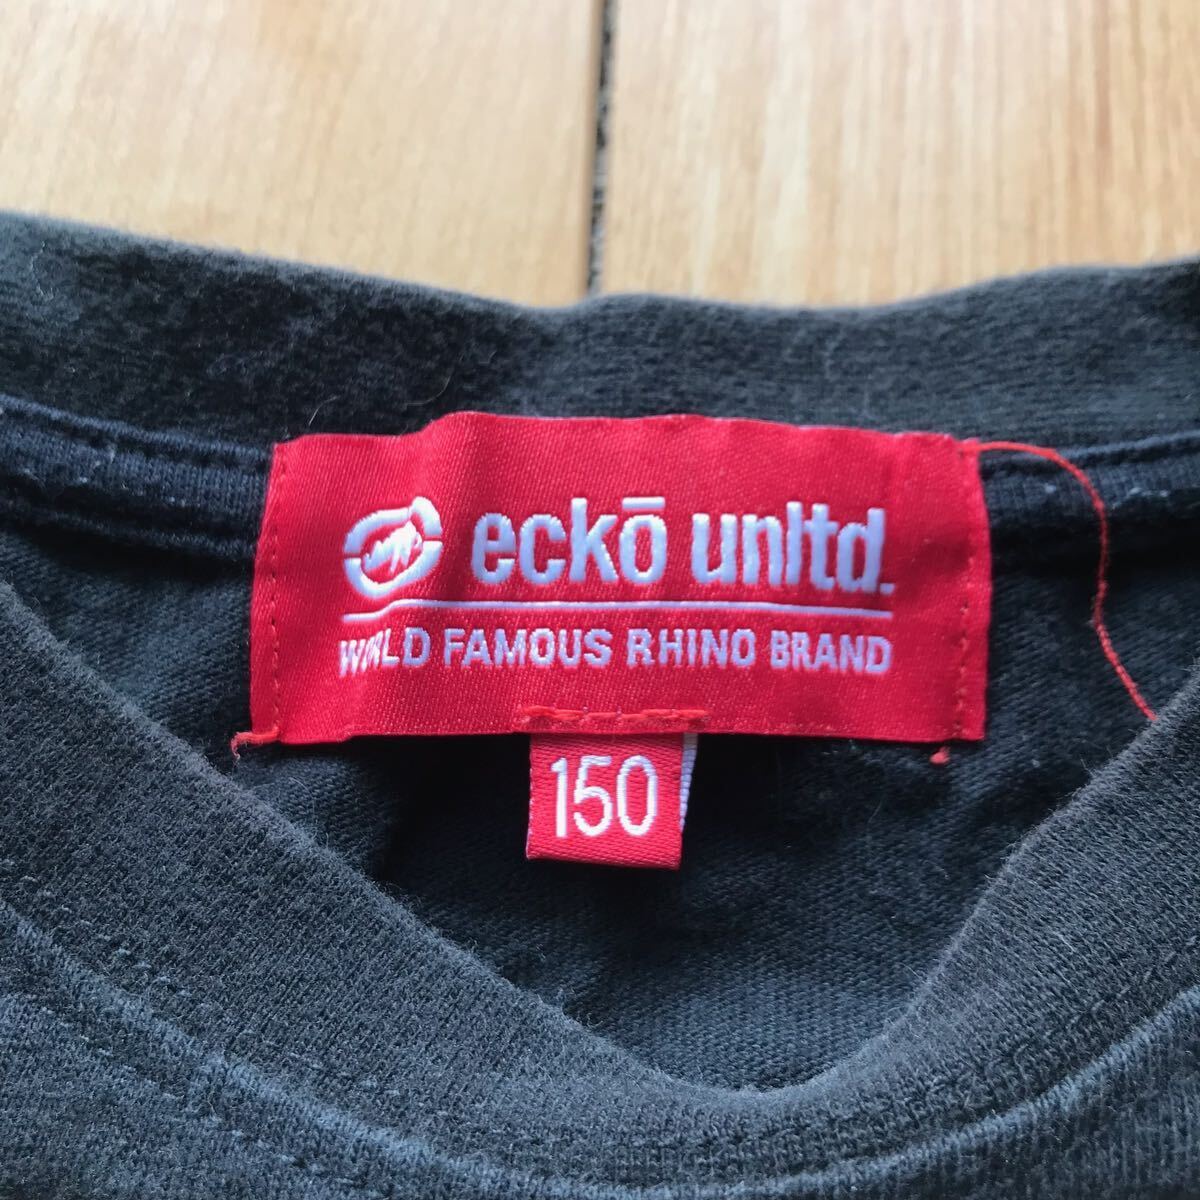 eckō unltd.
WORLD FAMOUS RHINO BRAND
150